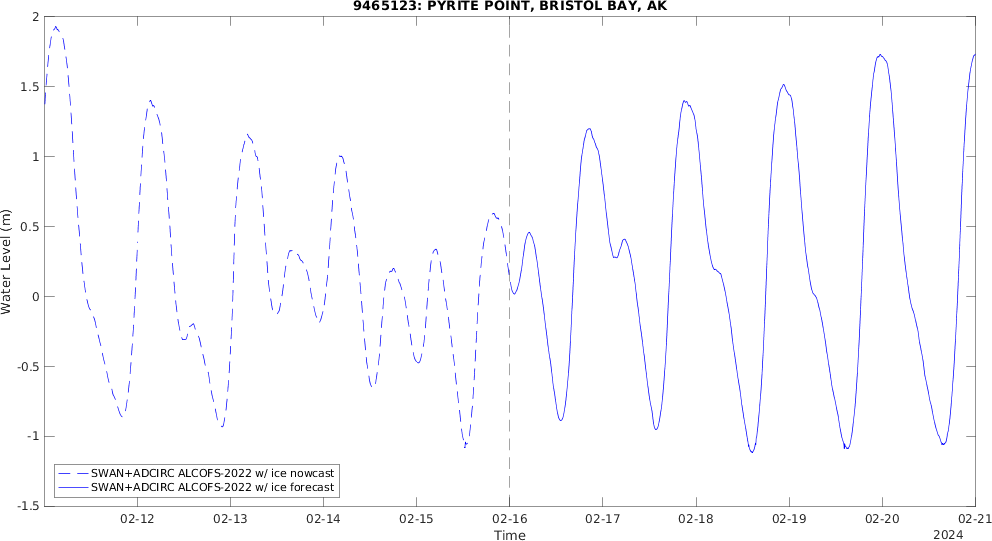 9465123: PYRITE POINT, BRISTOL BAY, AK
2
1.5
1
0.5
0
-0.5
-1
-1.5
Water Level (m)
SWAN+ADCIRC ALCOFS-2022 w/ ice nowcast
SWAN+ADCIRC ALCOFS-2022 w/ ice forecast
02-12 02-13 02-14 02-15 02-16 02-17 02-18 02-19 02-20 02-21
Time
2024